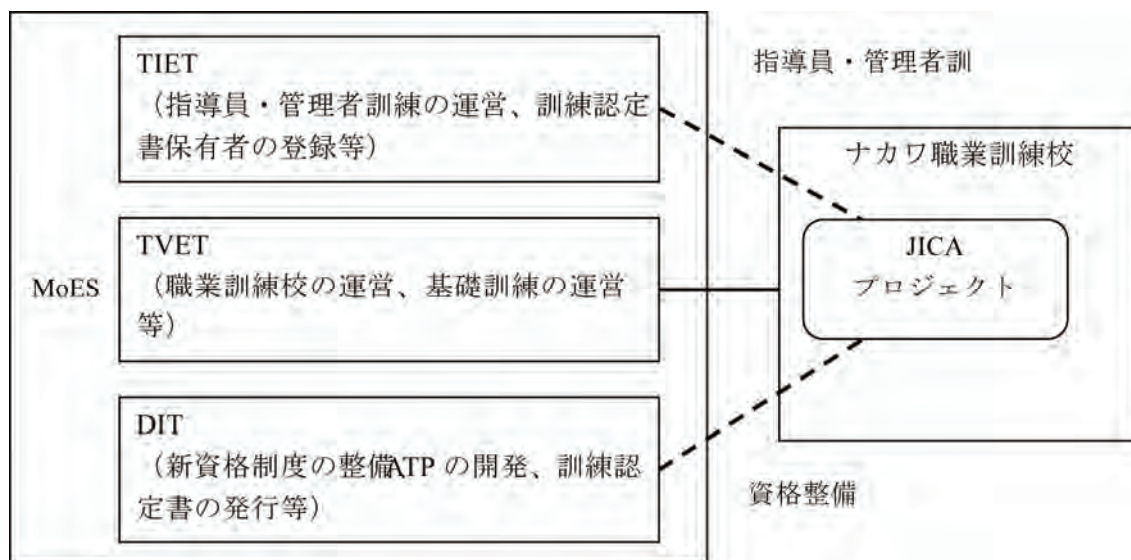 TIET
（指導員・管理者訓練の運営、訓練認定
書保有者の登録等）
指導員・管理者訓
ナカワ職業訓練校
TVET
（職業訓練校の運営、基礎訓練の運営
等）
MoES
JICA
プロジェクト
DIT
（新資格制度の整備ATP の開発、訓練認
定書の発行等）
資格整備